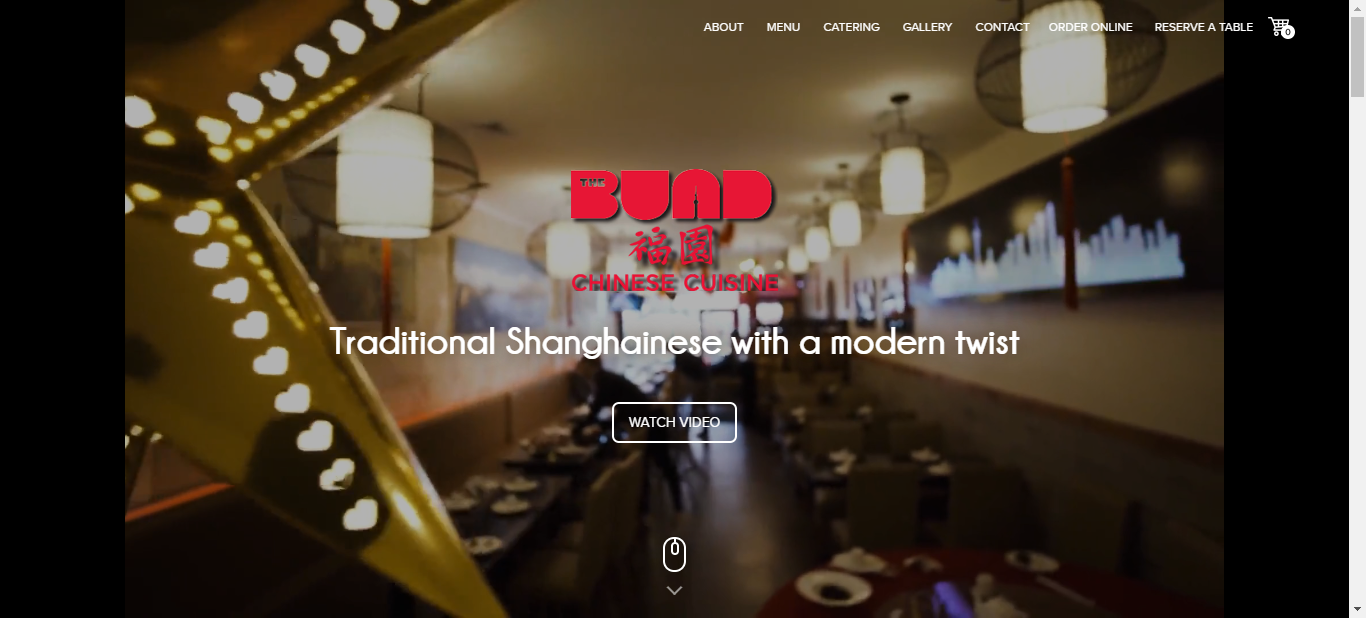 ABOUT MENU CATERING GALLERY CONTACT ORDER ONLINE RESERVE A TABLE 0
THE BUND
福園
CHINESE CUISINE
Traditional Shanghainese with a modern twist
WATCH VIDEO